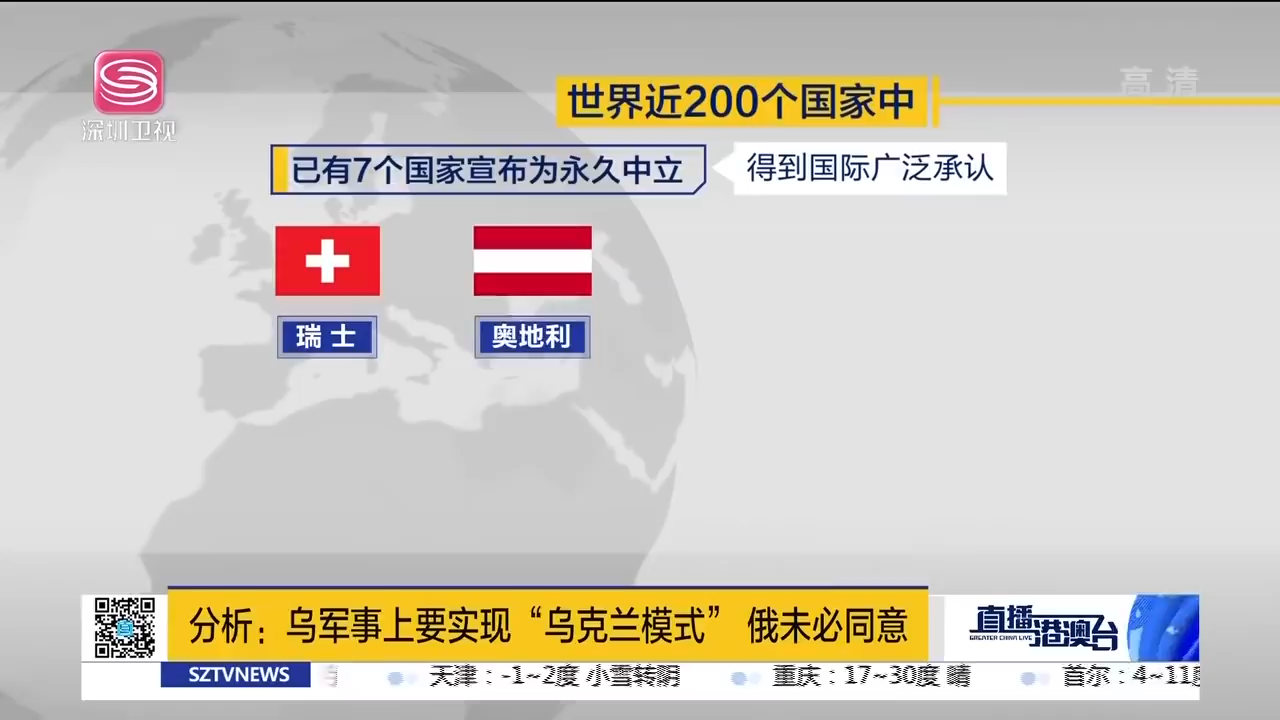 世界近200个国家中
高清
深圳卫视
已有7个国家宣布为永久中立
得到国际广泛承认
瑞士
奥地利
分析：乌军事上要实现“乌克兰模式” 俄未必同意
直播港澳台
GREATER CHINA LIVE
SZTVNEWS
天津：-1~2度 小雪转阴
重庆：17~30度 晴
首尔：4~11度